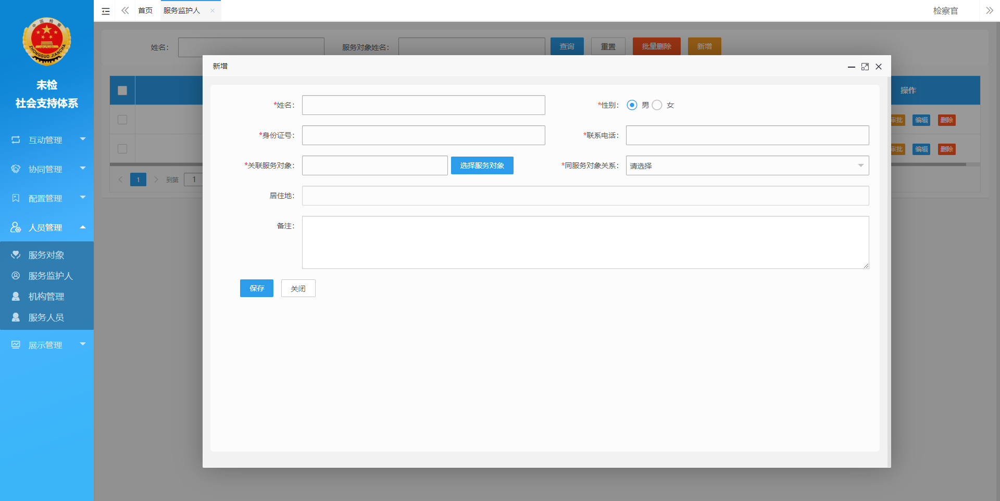 中国检察
ZHONGGUO JIANCHA
未检
社会支持体系
互动管理
协同管理
配置管理
人员管理
服务对象
服务监护人
机构管理
服务人员
展示管理
首页
服务监护人
检察官
姓名：
服务对象姓名：
查询
重置
批量删除
新增
操作
审批 编辑 删除
审批 编辑 删除
1
到第
1
新增
*姓名：
*性别：
男
女
*身份证号：
*联系电话：
*关联服务对象：
选择服务对象
*同服务对象关系：
请选择
居住地：
备注：
保存
关闭